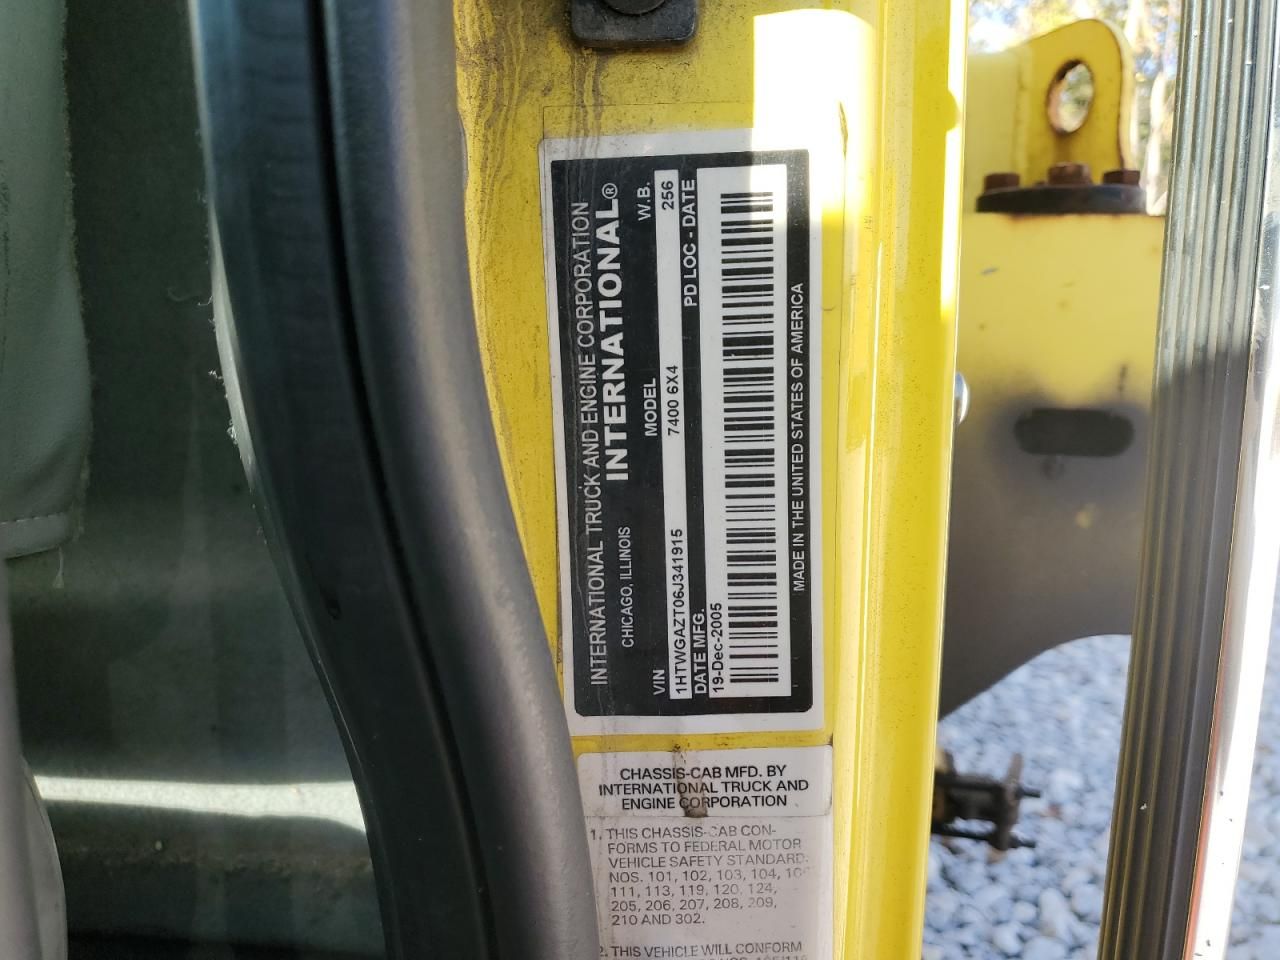 INTERNATIONAL TRUCK AND ENGINE CORPORATION
CHICAGO, ILLINOIS INTERNATIONAL®
VIN MODEL W.B.
1HTWGAZT06J341915 7400 6X4 256
DATE MFG. PD LOC - DATE
19-Dec-2005
MADE IN THE UNITED STATES OF AMERICA
CHASSIS-CAB MFD. BY
INTERNATIONAL TRUCK AND
ENGINE CORPORATION
1. THIS CHASSIS-CAB CON-
FORMS TO FEDERAL MOTOR
VEHICLE SAFETY STANDARD
NOS. 101, 102, 103, 104,
111, 113, 119, 120, 124,
205, 206, 207, 208, 209,
210 AND 302.
2. THIS VEHICLE WILL CONFORM